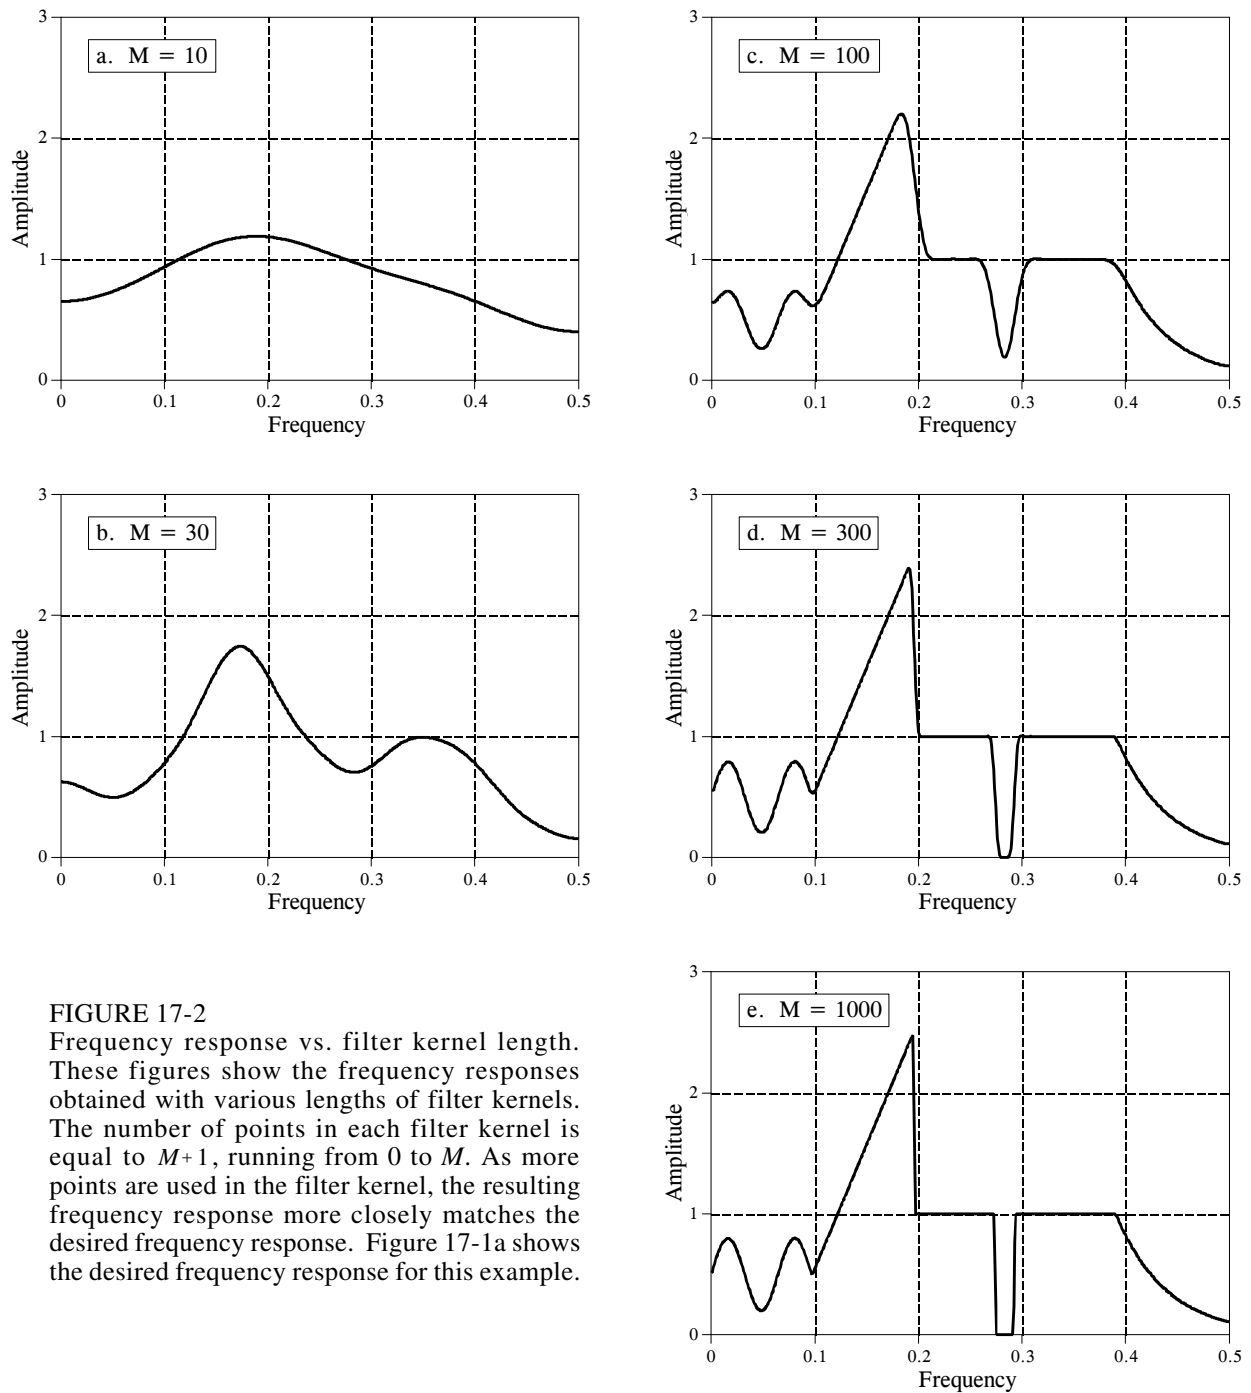 3
2
1
0
Amplitude
a. M = 10
0 0.1 0.2 0.3 0.4 0.5
Frequency
3
2
1
0
Amplitude
b. M = 30
0 0.1 0.2 0.3 0.4 0.5
Frequency
3
2
1
0
Amplitude
c. M = 100
0 0.1 0.2 0.3 0.4 0.5
Frequency
3
2
1
0
Amplitude
d. M = 300
0 0.1 0.2 0.3 0.4 0.5
Frequency
3
2
1
0
Amplitude
e. M = 1000
0 0.1 0.2 0.3 0.4 0.5
Frequency
FIGURE 17-2
Frequency response vs. filter kernel length.
These figures show the frequency responses
obtained with various lengths of filter kernels.
The number of points in each filter kernel is
equal to M+1, running from 0 to M. As more
points are used in the filter kernel, the resulting
frequency response more closely matches the
desired frequency response. Figure 17-1a shows
the desired frequency response for this example.